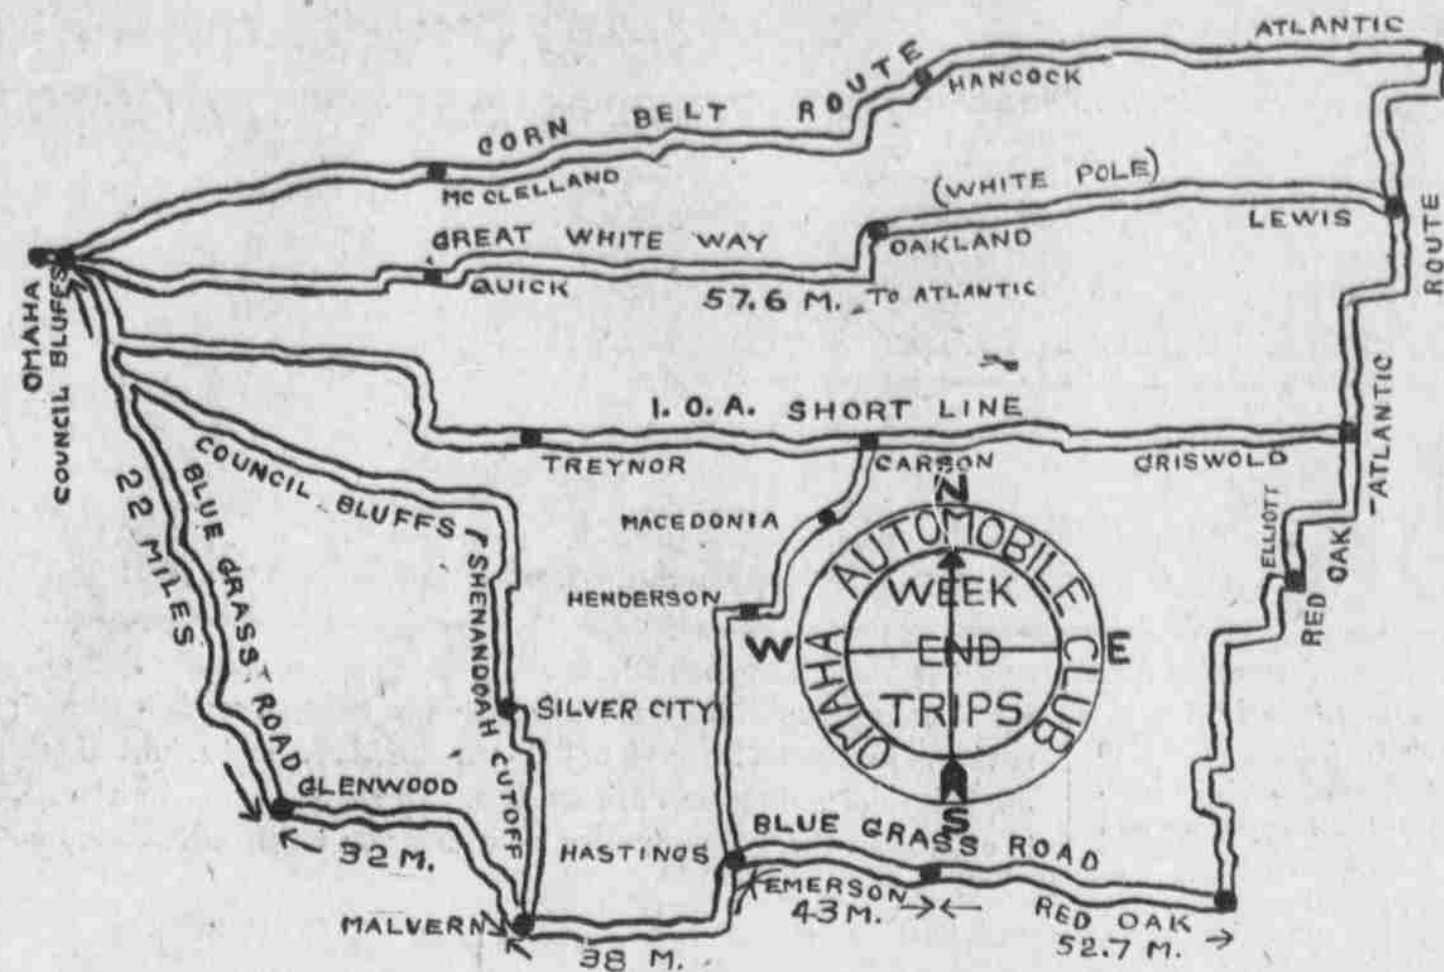 ATLANTIC
HANCOCK
CORN BELT ROUTE
MCCLELLAND
(WHITE POLE)
LEWIS
GREAT WHITE WAY
OAKLAND
QUICK
57.6 M. TO ATLANTIC
OMAHA
COUNCIL BLUFFS
I.O.A. SHORT LINE
TREYNOR
CARSON
GRISWOLD
RED OAK - ATLANTIC ROUTE
ELLIOTT
COUNCIL BLUFFS - SHENANDOAH CUTOFF
BLUE GRASS ROAD
22 MILES
MACEDONIA
HENDERSON
SILVER CITY
GLENWOOD
32 M.
MALVERN
38 M.
HASTINGS
BLUE GRASS ROAD
EMERSON
43 M.
RED OAK
52.7 M.
N
W
E
S
OMAHA AUTOMOBILE CLUB
WEEK
END
TRIPS